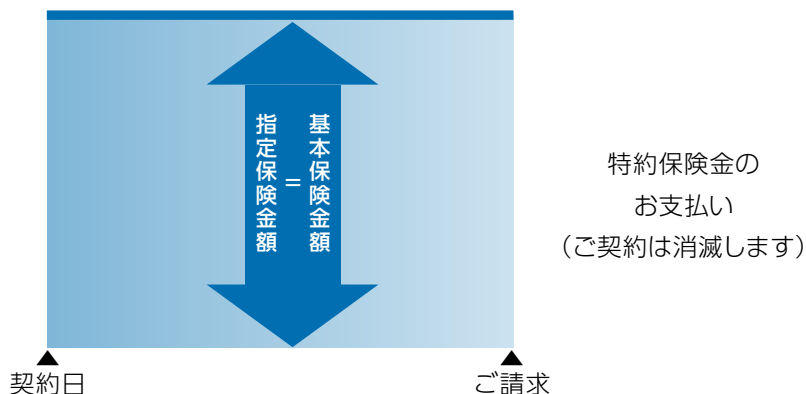 基本保険金額
=
指定保険金額
特約保険金の
お支払い
(ご契約は消滅します)
契約日
ご請求